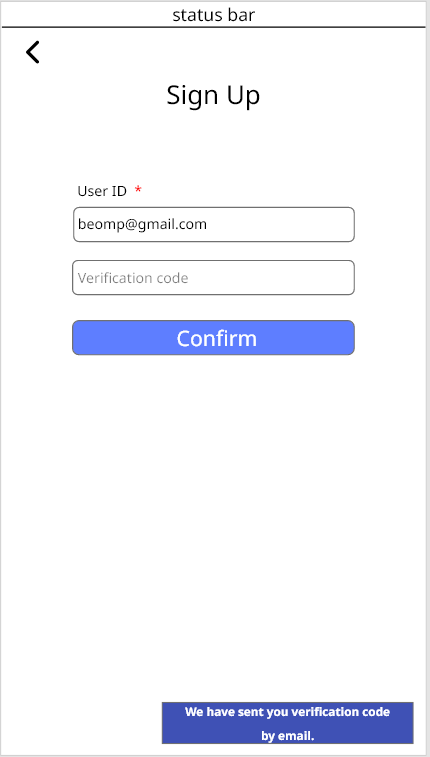 status bar
Sign Up
User ID *
beomp@gmail.com
Verification code
Confirm
We have sent you verification code
by email.